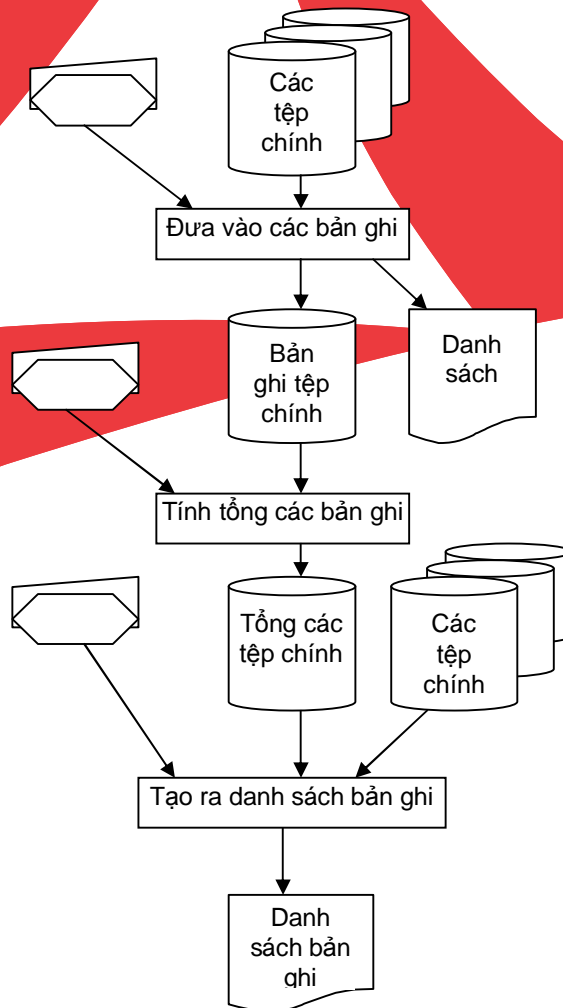 Các
tệp
chính
Đưa vào các bản ghi
Bản
ghi tệp
chính
Danh
sách
Tính tổng các bản ghi
Tổng các
tệp chính
Các
tệp
chính
Tạo ra danh sách bản ghi
Danh
sách bản
ghi